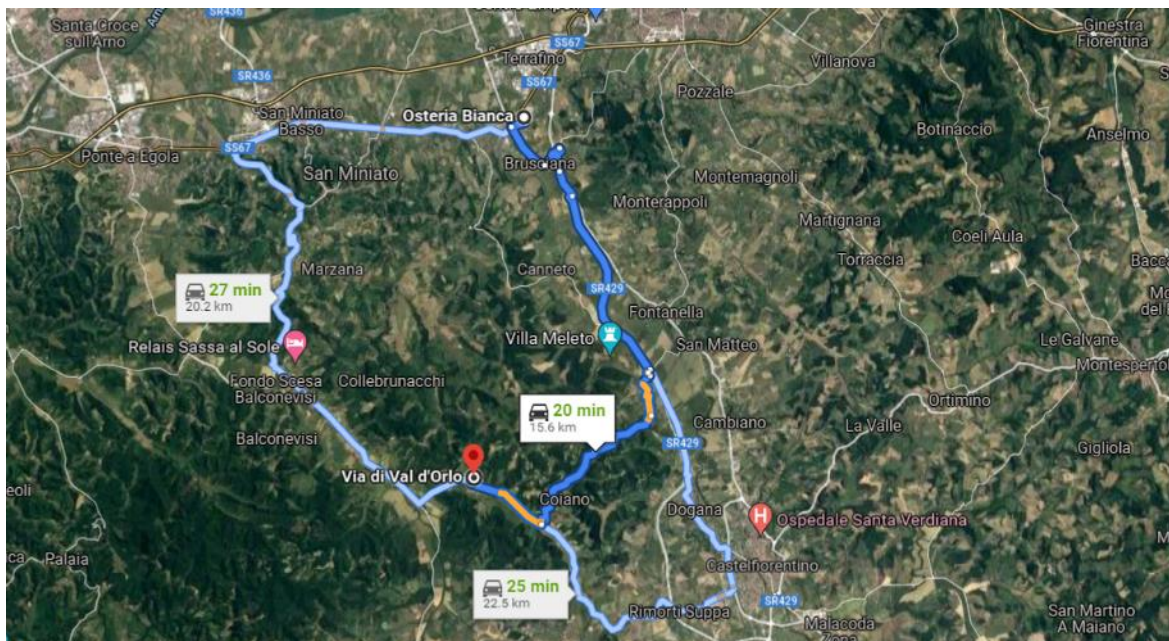 SR436
Santa Croce
sull'Arno
Ginestra
Fiorentina
Terrafino
SS67
Villanova
SR436
SS67
Pozzale
San Miniato
Basso
Osteria Bianca
Botinaccio
Anselmo
SS67
Ponte a Egola
Brusciana
San Miniato
Montemagnoli
Monterappoli
Martignana
Coeli Aula
Torraccia
Marzana
Canneto
27 min
20.2 km
SR429
Fontanella
Villa Meleto
San Matteo
Le Galvane
Relais Sassa al Sole
Fondo Scesa
Balconevisi
Collebrunacchi
Ortimino
20 min
15.6 km
Cambiano
La Valle
Balconevisi
SR429
Gigliola
Via di Val d'Orlo
Coiano
Dogana
Ospedale Santa Verdiana
Palaia
Castelfiorentino
25 min
22.5 km
Rimorti Suppa
SR429
Malacoda
San Martino
A Maiano